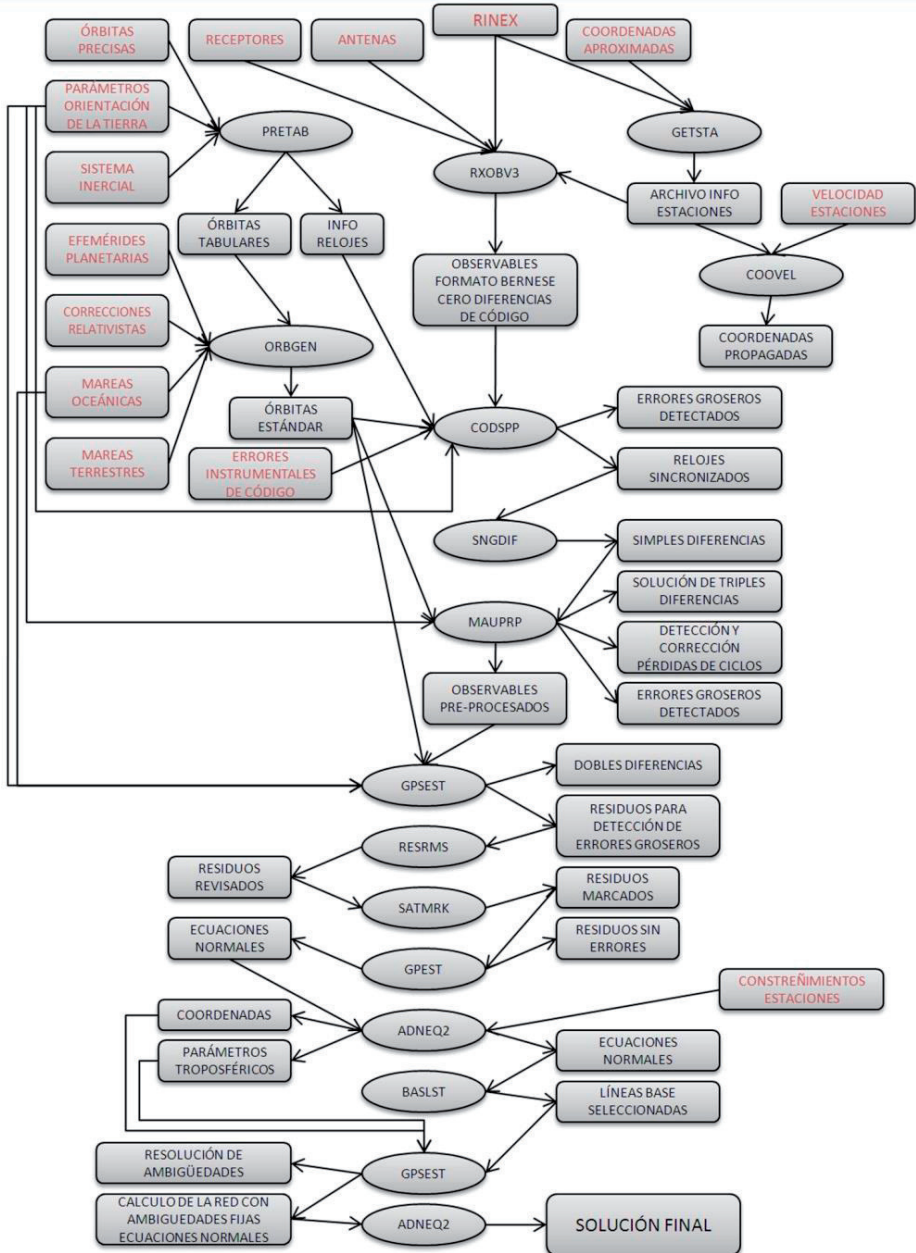 ÓRBITAS
PRECISAS
RECEPTORES
ANTENAS
RINEX
COORDENADAS
APROXIMADAS
PARÁMETROS
ORIENTACIÓN
DE LA TIERRA
PRETAB
GETSTA
SISTEMA
INERCIAL
RXOBV3
ARCHIVO INFO
ESTACIONES
VELOCIDAD
ESTACIONES
ÓRBITAS
TABULARES
INFO
RELOJES
EFEMÉRIDES
PLANETARIAS
OBSERVABLES
FORMATO BERNESE
CERO DIFERENCIAS
DE CÓDIGO
COOVEL
CORRECCIONES
RELATIVISTAS
ORBGEN
COORDENADAS
PROPAGADAS
MAREAS
OCEÁNICAS
ÓRBITAS
ESTÁNDAR
CODSPP
ERRORES GROSEROS
DETECTADOS
MAREAS
TERRESTRES
ERRORES
INSTRUMENTALES
DE CÓDIGO
RELOJES
SINCRONIZADOS
SNGDIF
SIMPLES DIFERENCIAS
SOLUCIÓN DE TRIPLES
DIFERENCIAS
MAUPRP
DETECCIÓN Y
CORRECCIÓN
PÉRDIDAS DE CICLOS
OBSERVABLES
PRE-PROCESADOS
ERRORES GROSEROS
DETECTADOS
GPSEST
DOBLES DIFERENCIAS
RESIDUOS PARA
DETECCIÓN DE
ERRORES GROSEROS
RESRMS
RESIDUOS
REVISADOS
RESIDUOS
MARCADOS
SATMRK
ECUACIONES
NORMALES
RESIDUOS SIN
ERRORES
GPEST
CONSTREÑIMIENTOS
ESTACIONES
COORDENADAS
ADNEQ2
PARÁMETROS
TROPOSFÉRICOS
ECUACIONES
NORMALES
BASLST
LÍNEAS BASE
SELECCIONADAS
RESOLUCIÓN DE
AMBIGÜEDADES
GPSEST
CALCULO DE LA RED CON
AMBIGUEDADES FIJAS
ECUACIONES NORMALES
ADNEQ2
SOLUCIÓN FINAL